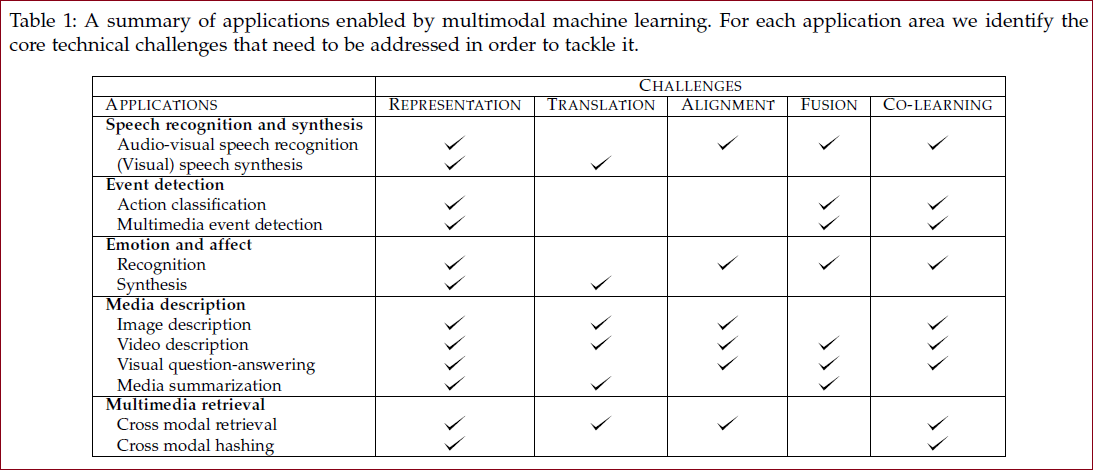 Table 1: A summary of applications enabled by multimodal machine learning. For each application area we identify the
core technical challenges that need to be addressed in order to tackle it.
CHALLENGES
APPLICATIONS REPRESENTATION TRANSLATION ALIGNMENT FUSION CO-LEARNING
Speech recognition and synthesis
Audio-visual speech recognition ✓ ✓ ✓ ✓
(Visual) speech synthesis ✓ ✓
Event detection
Action classification ✓ ✓ ✓
Multimedia event detection ✓ ✓ ✓
Emotion and affect
Recognition ✓ ✓ ✓ ✓
Synthesis ✓ ✓
Media description
Image description ✓ ✓ ✓ ✓
Video description ✓ ✓ ✓ ✓ ✓
Visual question-answering ✓ ✓ ✓ ✓
Media summarization ✓ ✓ ✓
Multimedia retrieval
Cross modal retrieval ✓ ✓ ✓ ✓
Cross modal hashing ✓ ✓